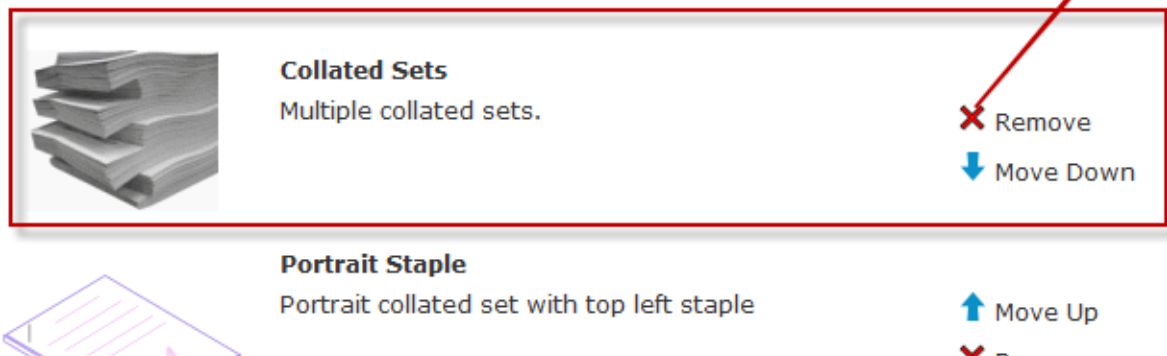 Collated Sets
Multiple collated sets.
Remove
Move Down
Portrait Staple
Portrait collated set with top left staple
Move Up